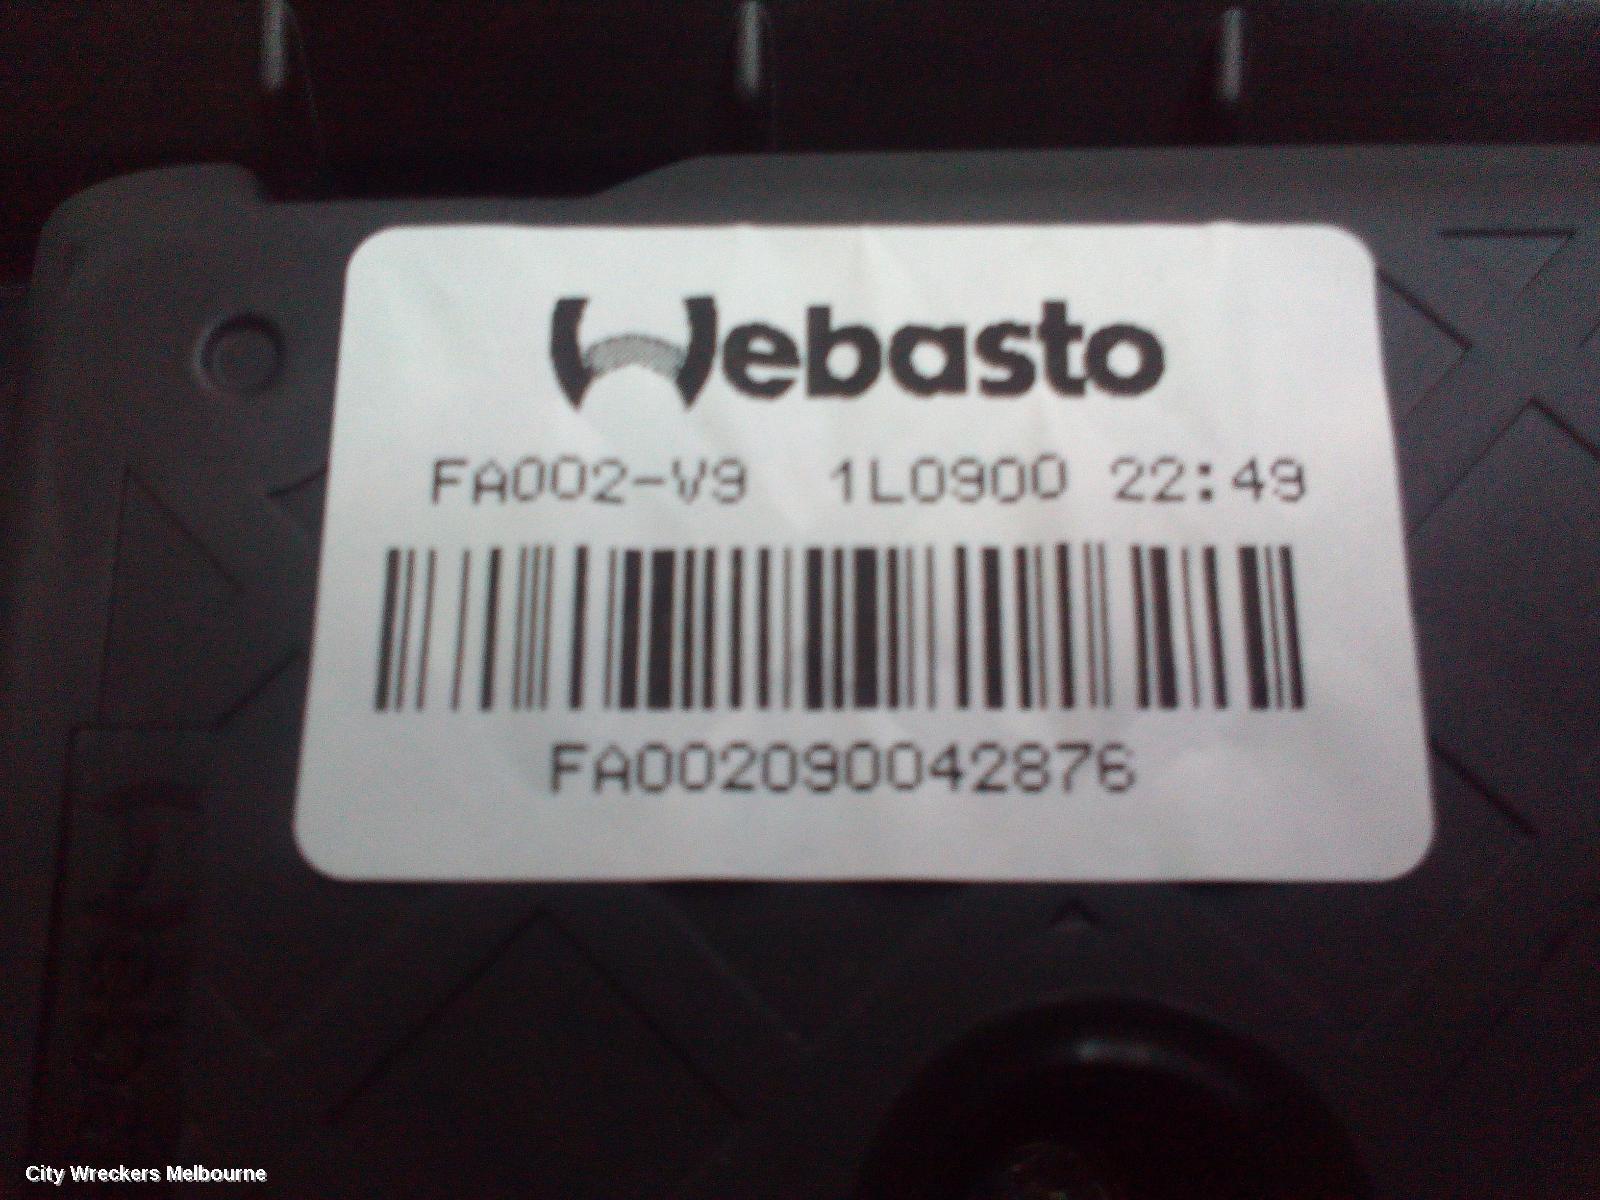 Webasto
FA002-V9 1L0900 22:49
FA002090042876
City Wreckers Melbourne